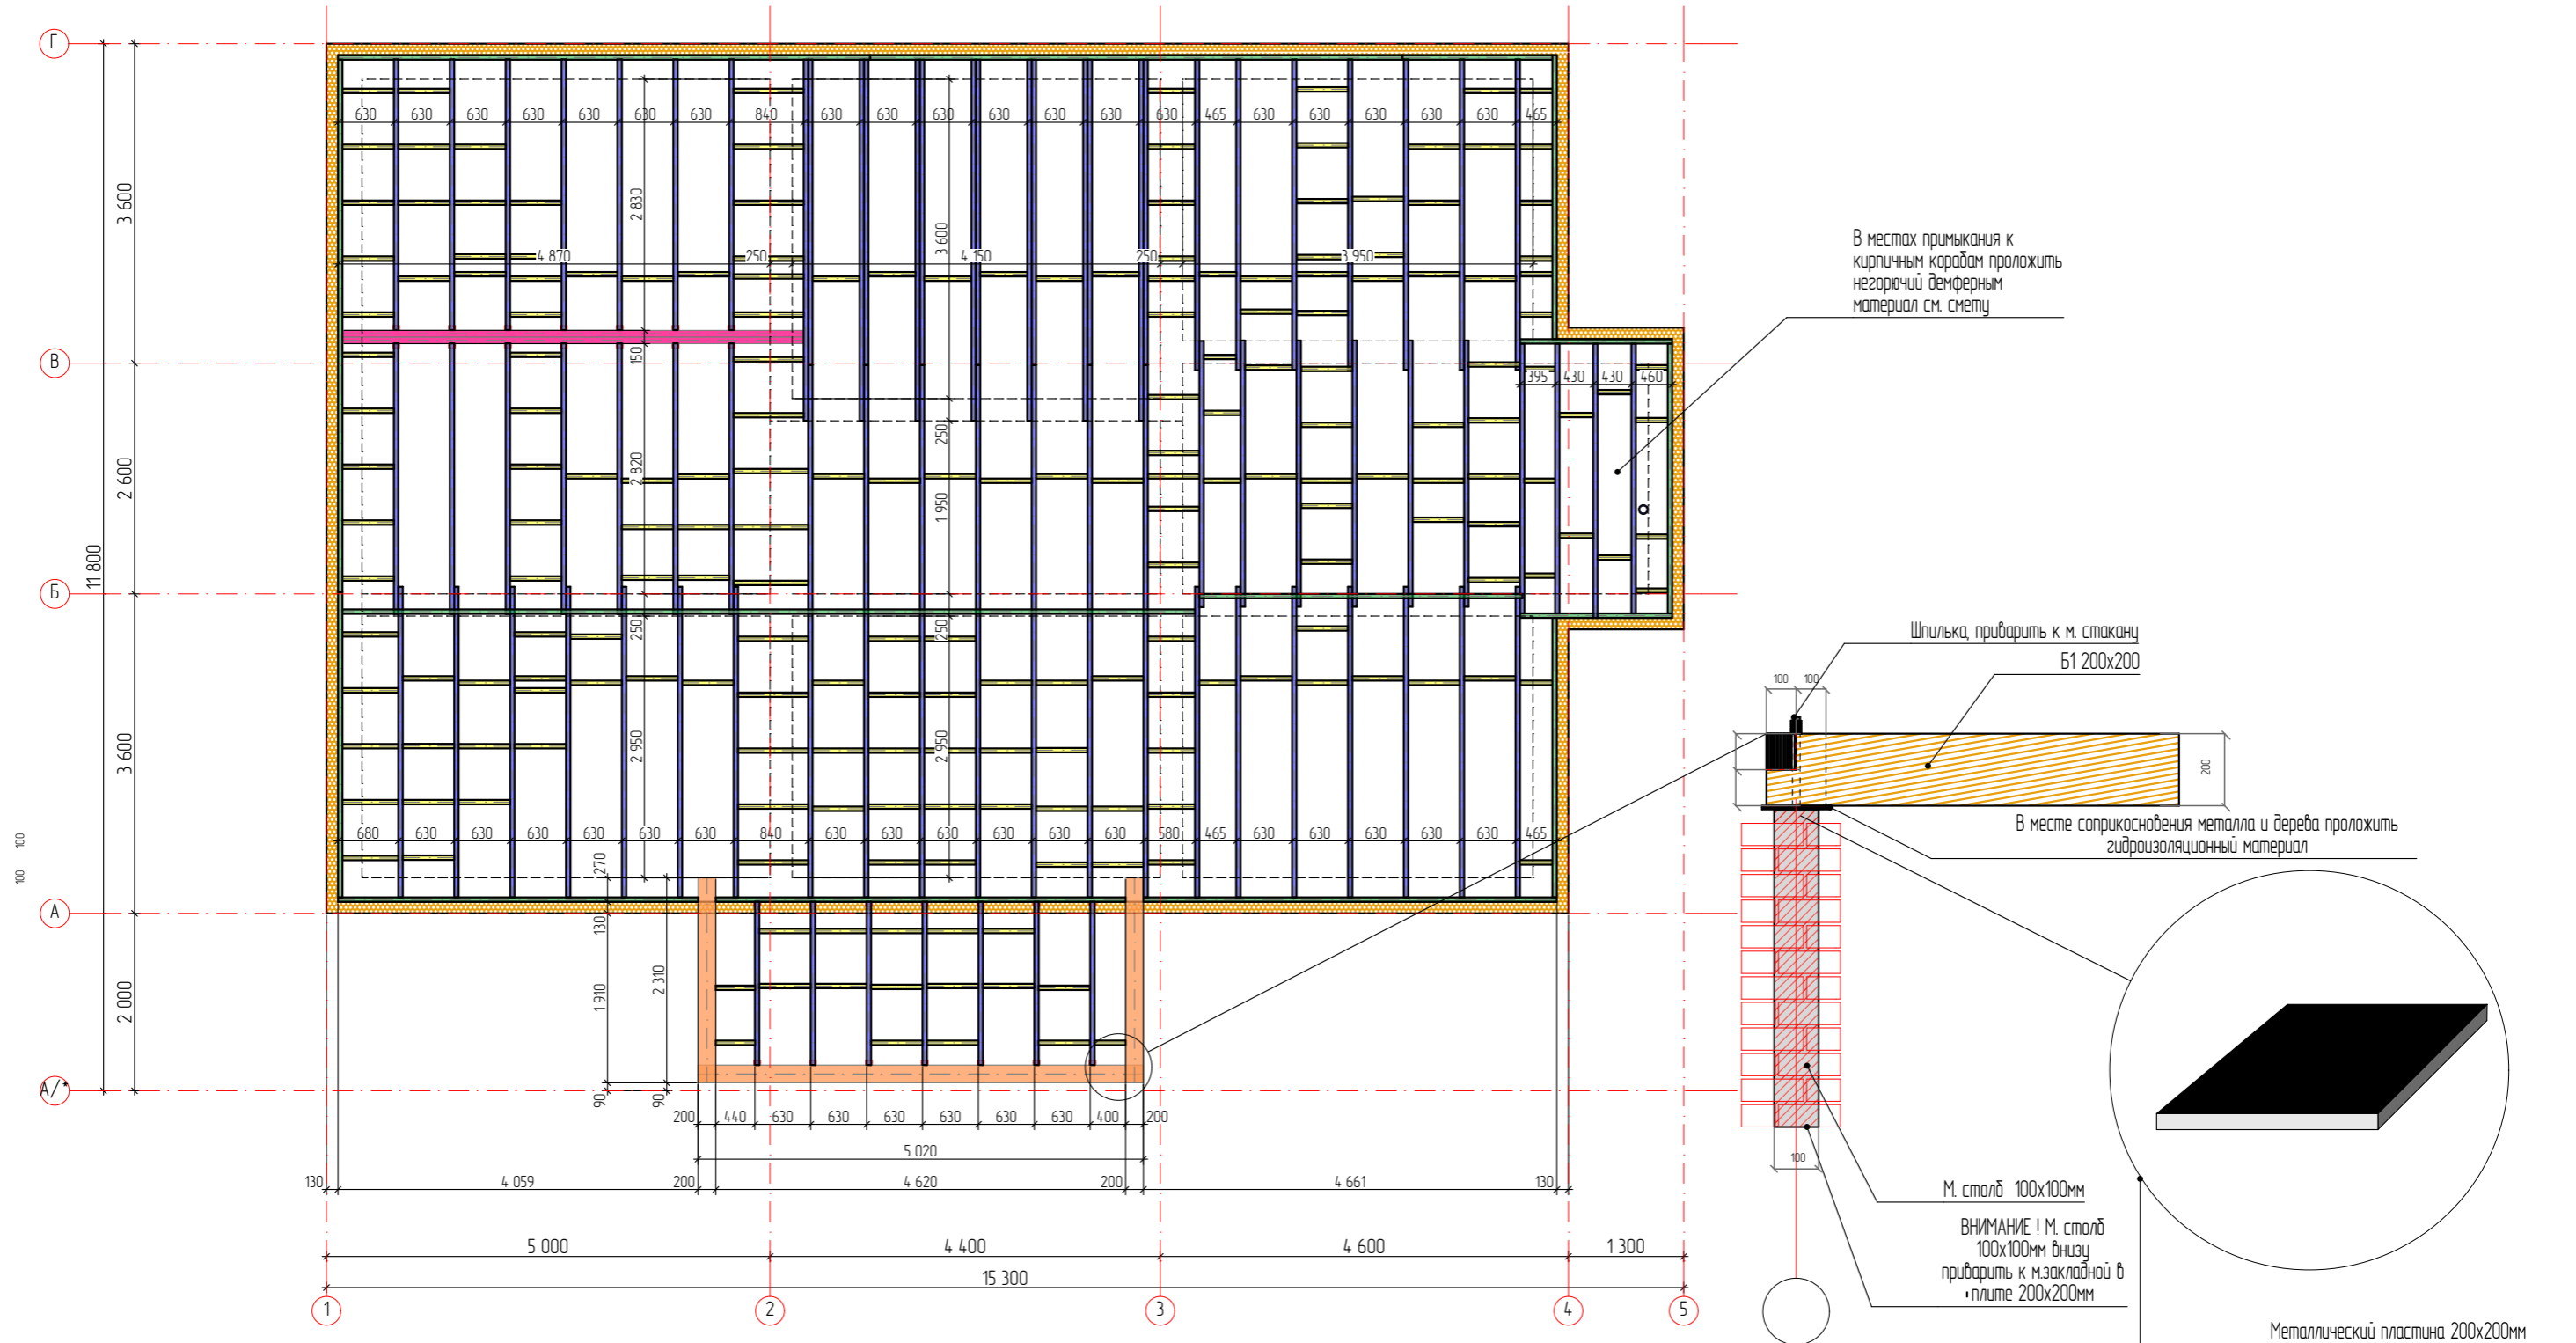 Г
В
Б
А
А/*
3 600
2 600
3 600
2 000
11 800
100 100
630 630 630 630 630 630 630 840 630 630 630 630 630 630 630 465 630 630 630 630 630 465
2 830
3 600
4 870 250 4 150 250 3 950
150
395 430 430 460
2 820
250
1 950
250 250
2 950 2 950
680 630 630 630 630 630 630 840 630 630 630 630 630 630 580 465 630 630 630 630 630 465
270
130
1 910
2 310
90 90
200 440 630 630 630 630 630 630 400 200
5 020
130 4 059 200 4 620 200 4 661 130
5 000 4 400 4 600 1 300
15 300
1 2 3 4 5
В местах примыкания к
кирпичным корабам проложить
негорючий демферным
материал см. смету
Шпилька, приварить к м. стакану
Б1 200х200
100 100
200
В месте соприкосновения металла и дерева проложить
гидроизоляционный материал
100
М. столб 100х100мм
ВНИМАНИЕ ! М. столб
100х100мм внизу
приварить к м.закладной в
плите 200х200мм
Металлический пластина 200х200мм